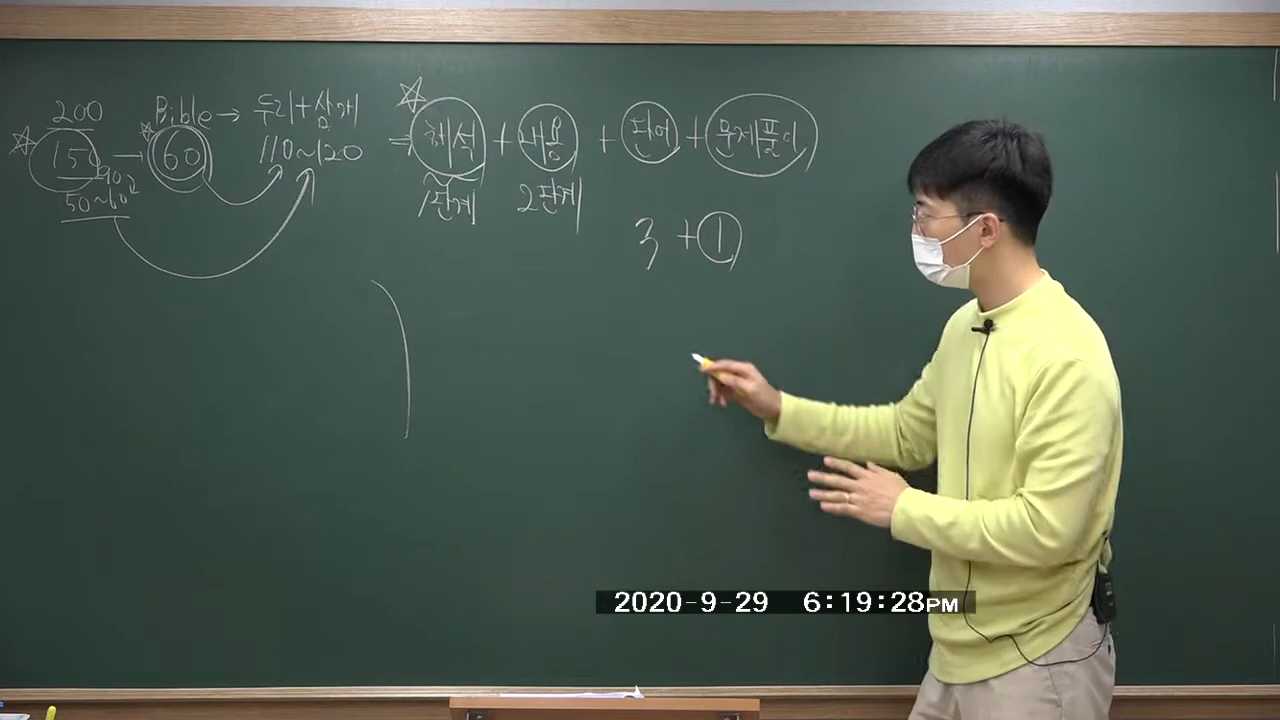 200 Bible → 두리+삼개
150 → 60 110~120 ⇒ 해석 + 내용 + 단어 + 문제풀이
90
50~60 1단계 2단계
3 + ①
2020-9-29 6:19:28PM